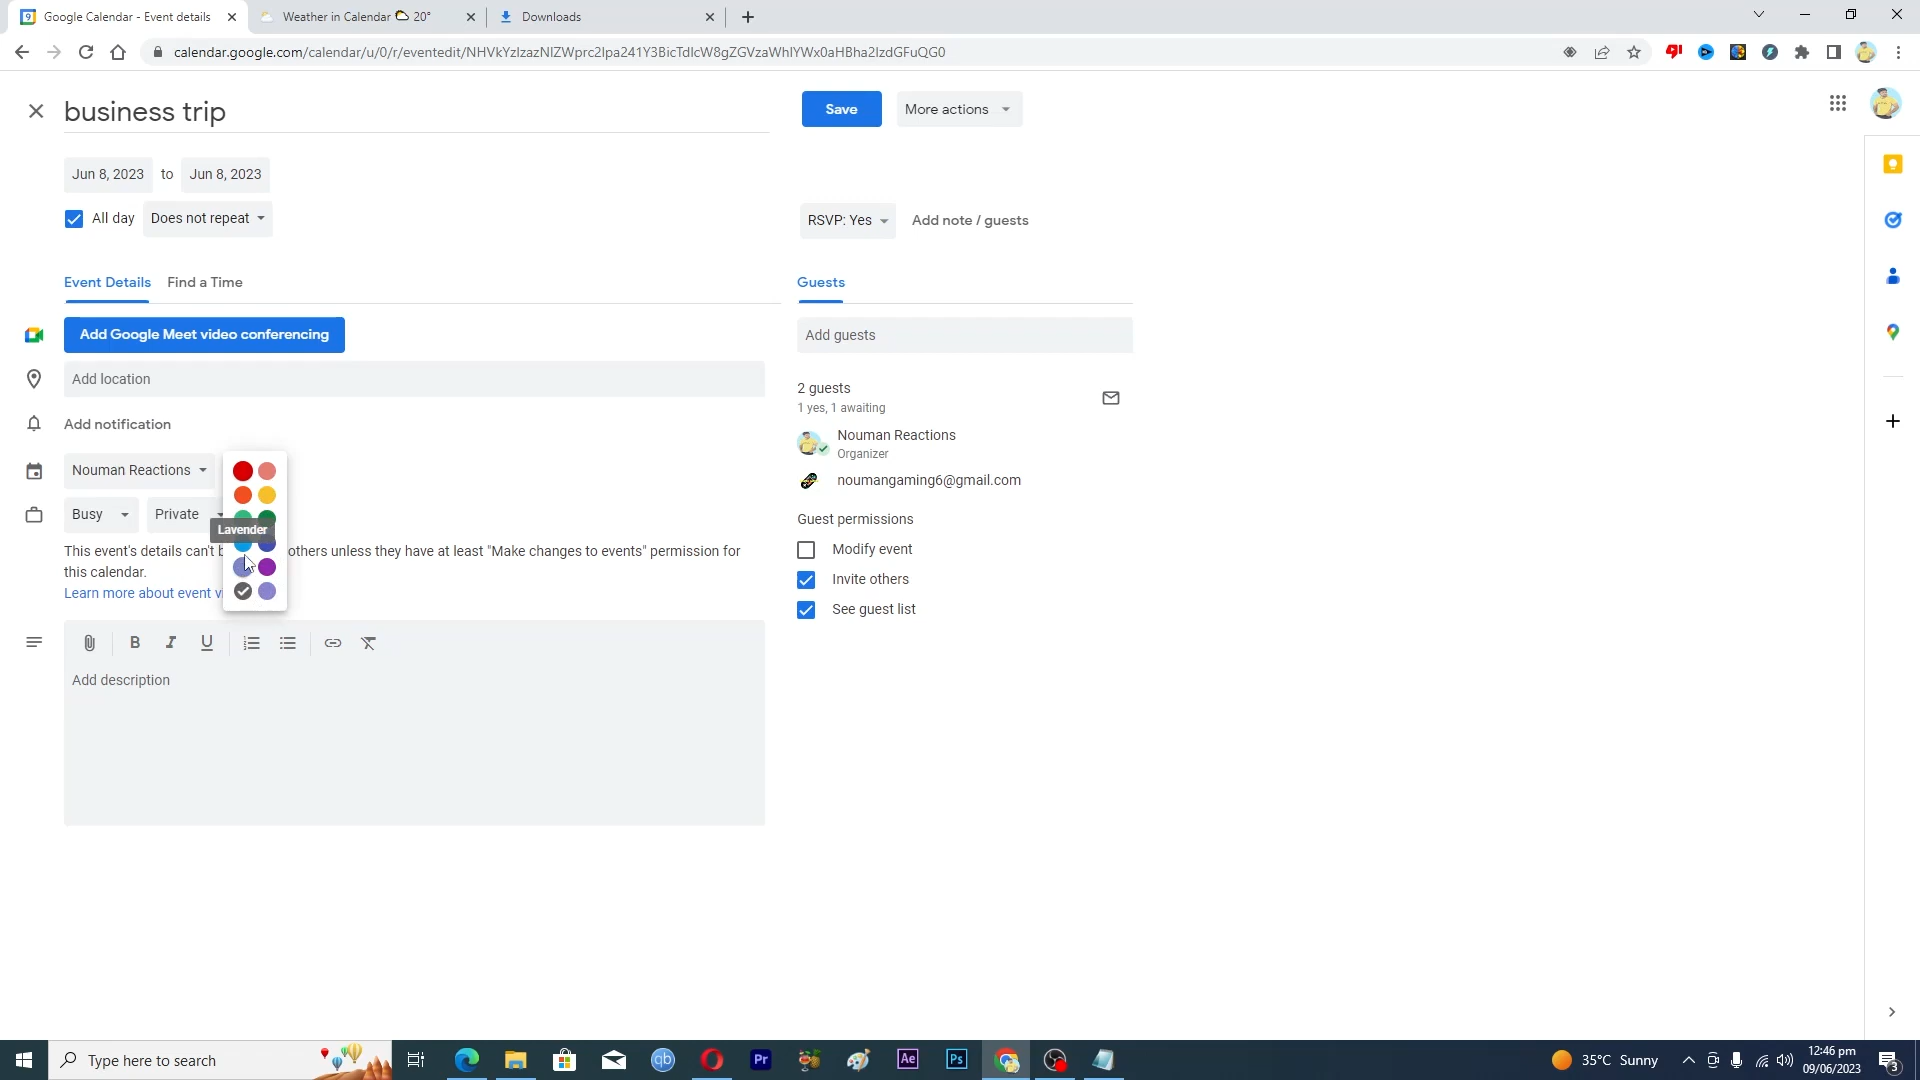 Google Calendar - Event details
Weather in Calendar 20°
Downloads
calendar.google.com/calendar/u/0/r/eventedit/NHVkYzIzazNlZWprc2lpa241Y3BicTdlcW8gZGVzaWhlYWx0aHBha2lzdGFuQG0
business trip
Save
More actions
Jun 8, 2023 to Jun 8, 2023
All day Does not repeat
RSVP: Yes Add note / guests
Event Details Find a Time
Guests
Add Google Meet video conferencing
Add guests
Add location
2 guests
1 yes, 1 awaiting
Add notification
Nouman Reactions
Organizer
Nouman Reactions
noumangaming6@gmail.com
Busy Private
Guest permissions
Lavender
This event's details can't b others unless they have at least "Make changes to events" permission for
this calendar.
Learn more about event v
Modify event
Invite others
See guest list
Add description
Type here to search
Pr
Ae
Ps
qb
35°C Sunny
12:46 pm
09/06/2023
3